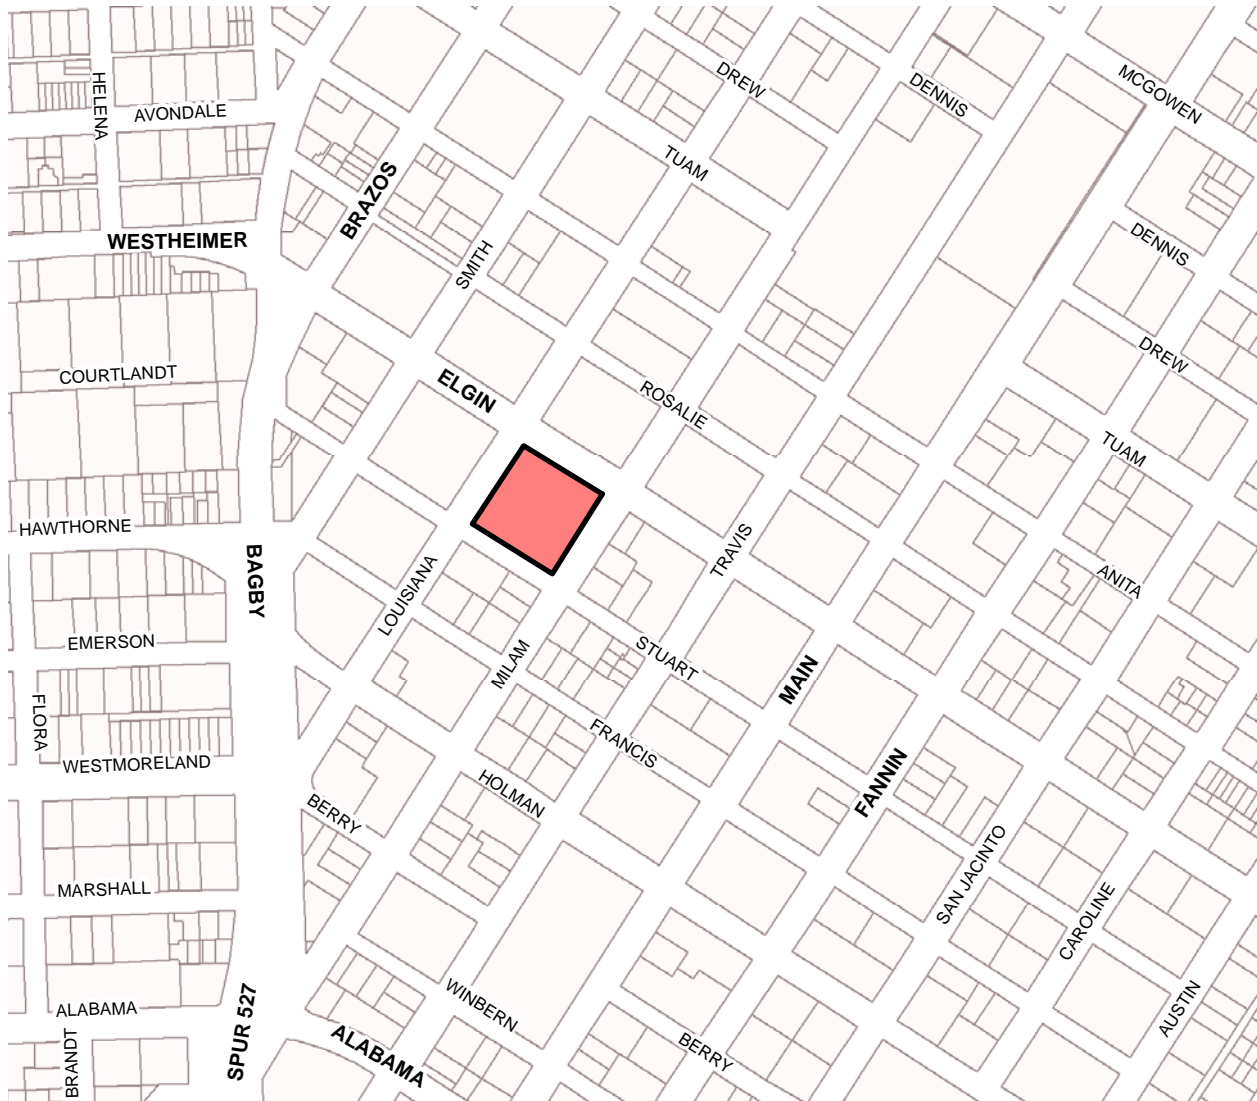 DREW
MCGOWEN
HELENA
DENNIS
AVONDALE
TUAM
BRAZOS
WESTHEIMER
DENNIS
SMITH
DREW
COURTLANDT
ELGIN
ROSALIE
TUAM
HAWTHORNE
TRAVIS
BAGBY
ANITA
LOUISIANA
EMERSON
STUART
MILAM
MAIN
FLORA
FRANCIS
WESTMORELAND
FANNIN
HOLMAN
BERRY
SAN JACINTO
MARSHALL
CAROLINE
WINBERN
ALABAMA
AUSTIN
SPUR 527
ALABAMA
BERRY
BRANDT